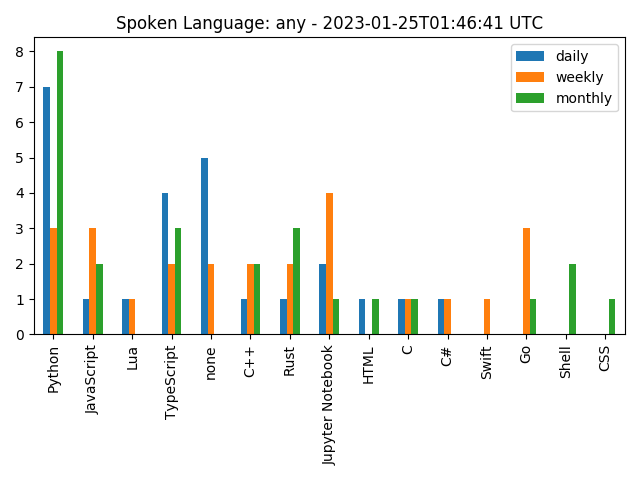 Spoken Language: any - 2023-01-25T01:46:41 UTC
daily
weekly
monthly
8
7
6
5
4
3
2
1
0
Python
JavaScript
Lua
TypeScript
none
C++
Rust
Jupyter Notebook
HTML
C
C#
Swift
Go
Shell
CSS